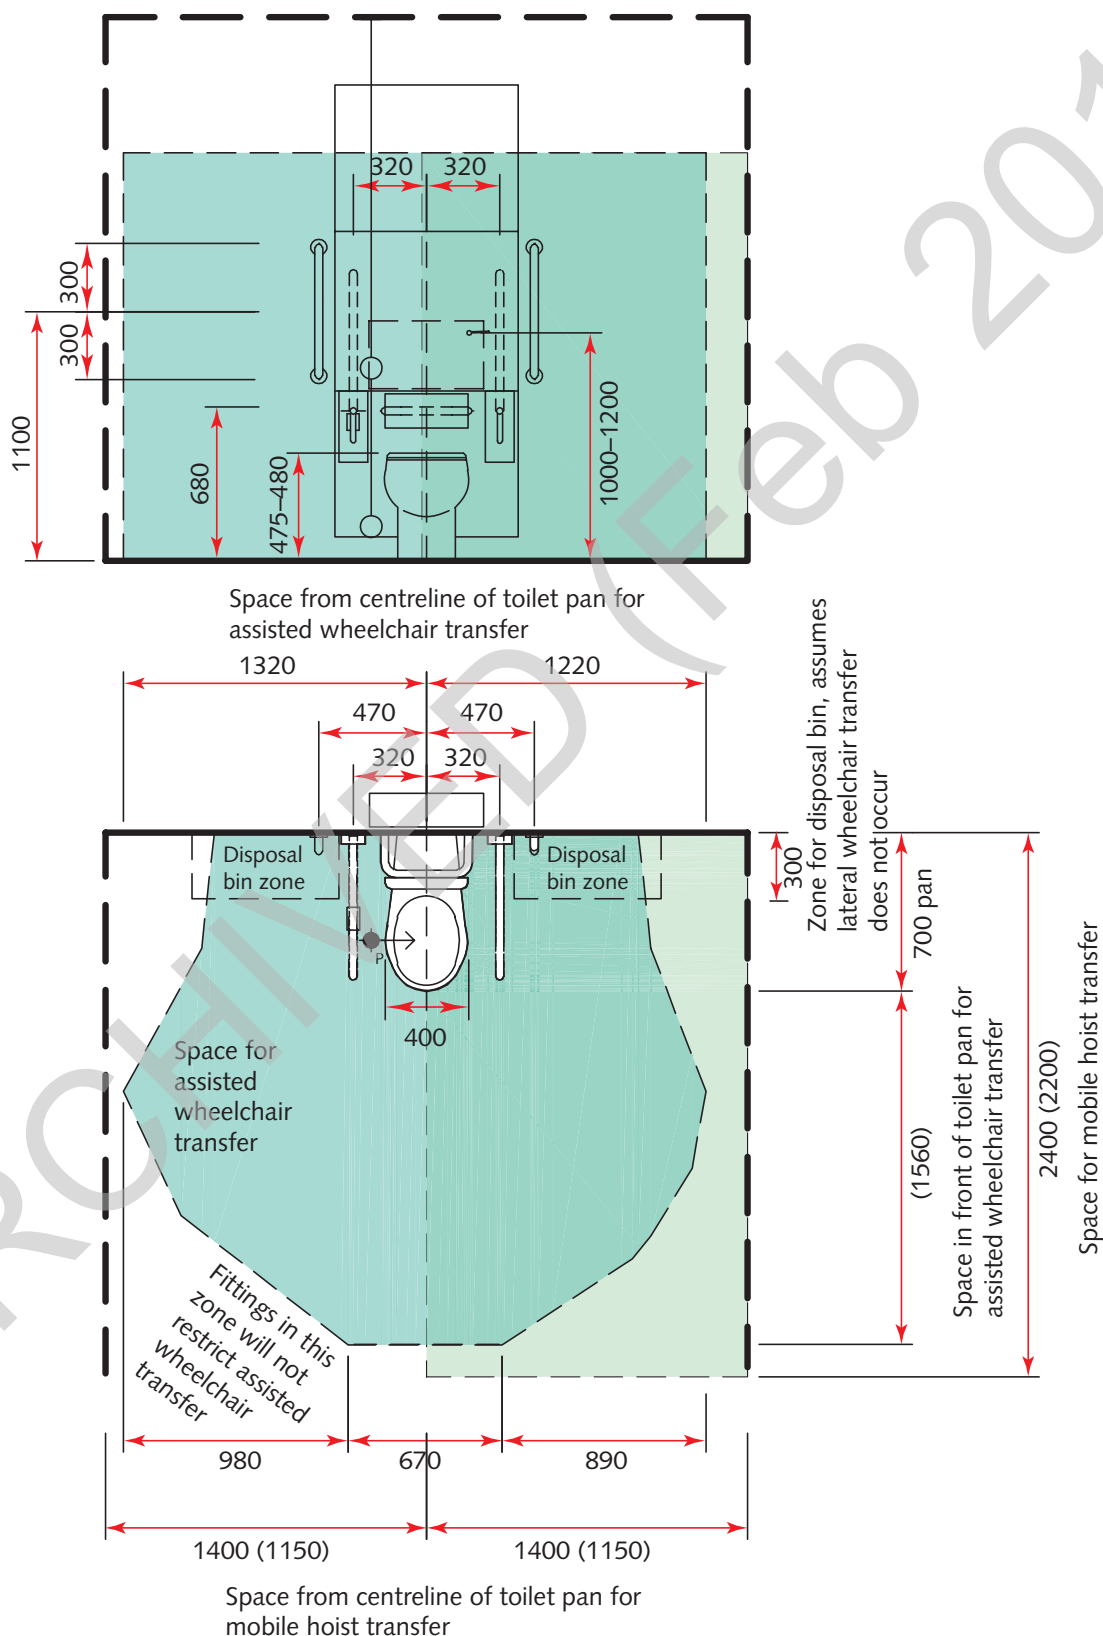 320
320
300
300
1100
680
475–480
1000–1200
Space from centreline of toilet pan for
assisted wheelchair transfer
1320
1220
470
470
320
320
Zone for disposal bin, assumes
lateral wheelchair transfer
does not occur
Disposal
bin zone
Disposal
bin zone
300
700 pan
P
400
Space for
assisted
wheelchair
transfer
(1560)
Space in front of toilet pan for
assisted wheelchair transfer
2400 (2200)
Space for mobile hoist transfer
Fittings in this
zone will not
restrict assisted
wheelchair
transfer
980
670
890
1400 (1150)
1400 (1150)
Space from centreline of toilet pan for
mobile hoist transfer
RCHIVED (Feb 201